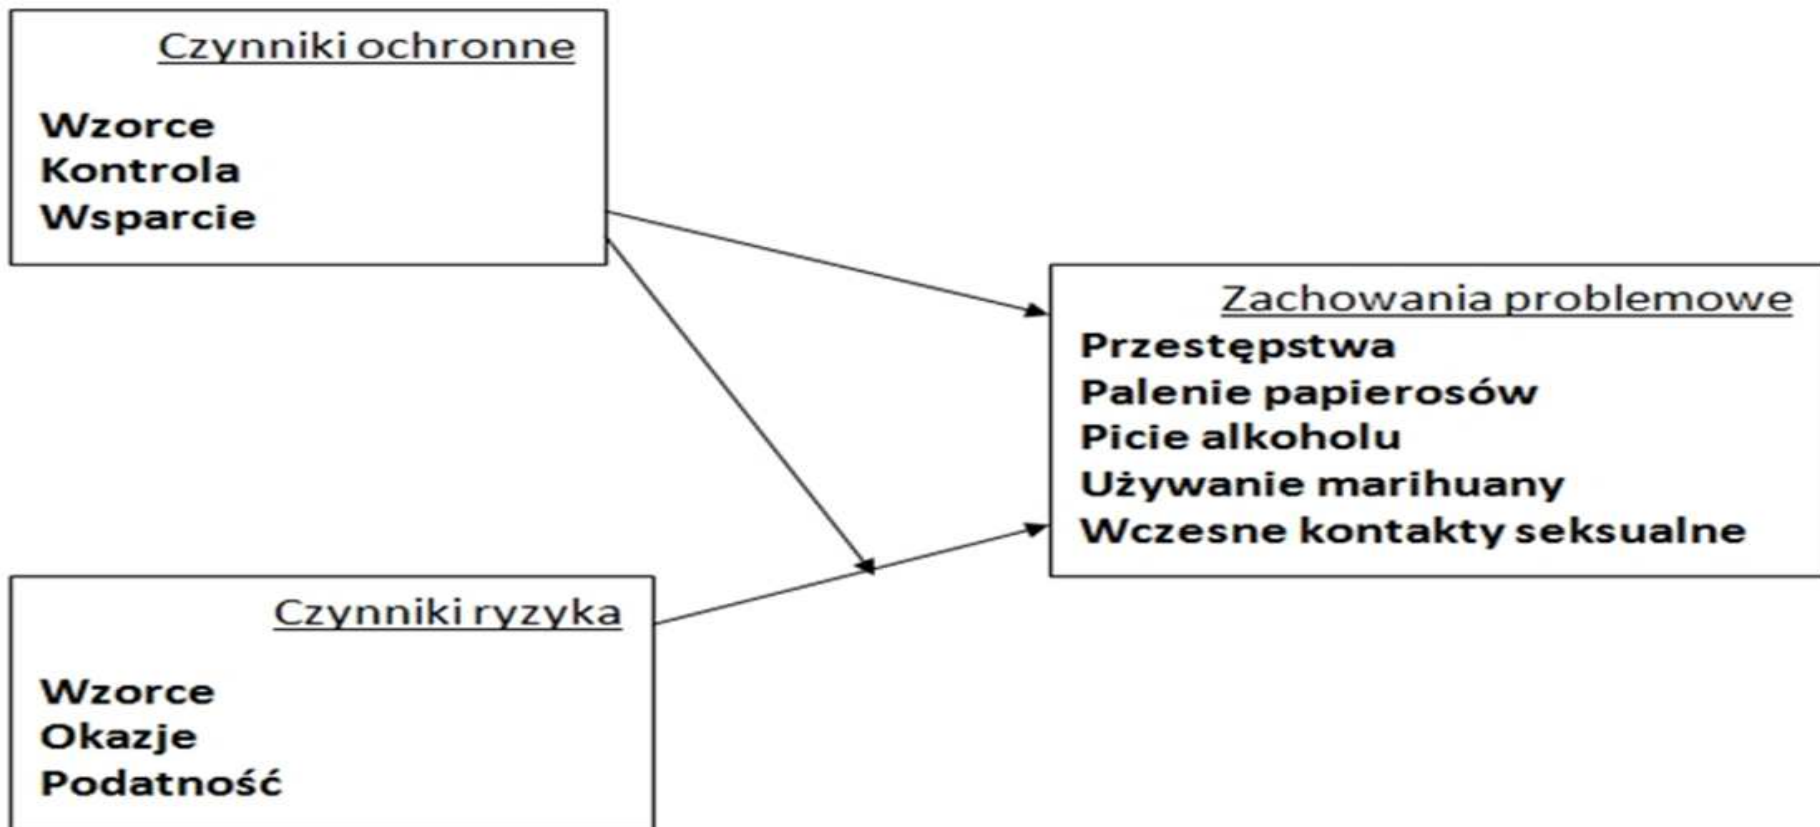 Czynniki ochronne
Wzorce
Kontrola
Wsparcie
Zachowania problemowe
Przestępstwa
Palenie papierosów
Picie alkoholu
Używanie marihuany
Wczesne kontakty seksualne
Czynniki ryzyka
Wzorce
Okazje
Podatność